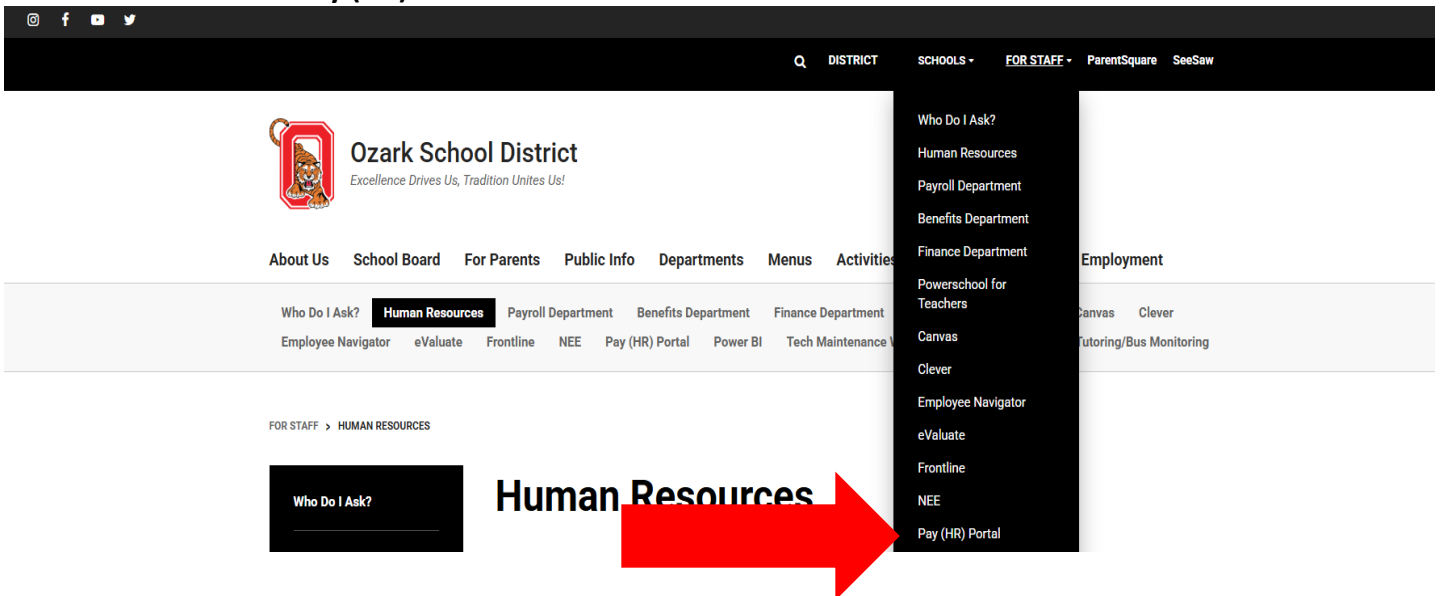 DISTRICT SCHOOLS FOR STAFF ParentSquare SeeSaw
Ozark School District
Excellence Drives Us, Tradition Unites Us!
About Us School Board For Parents Public Info Departments Menus Activities Employment
Who Do I Ask? Human Resources Payroll Department Benefits Department Finance Department Canvas Clever
Employee Navigator eValuate Frontline NEE Pay (HR) Portal Power BI Tech Maintenance Tutoring/Bus Monitoring
Who Do I Ask?
Human Resources
Payroll Department
Benefits Department
Finance Department
Powerschool for
Teachers
Canvas
Clever
Employee Navigator
eValuate
Frontline
NEE
Pay (HR) Portal
FOR STAFF > HUMAN RESOURCES
Who Do I Ask?
Human Resources